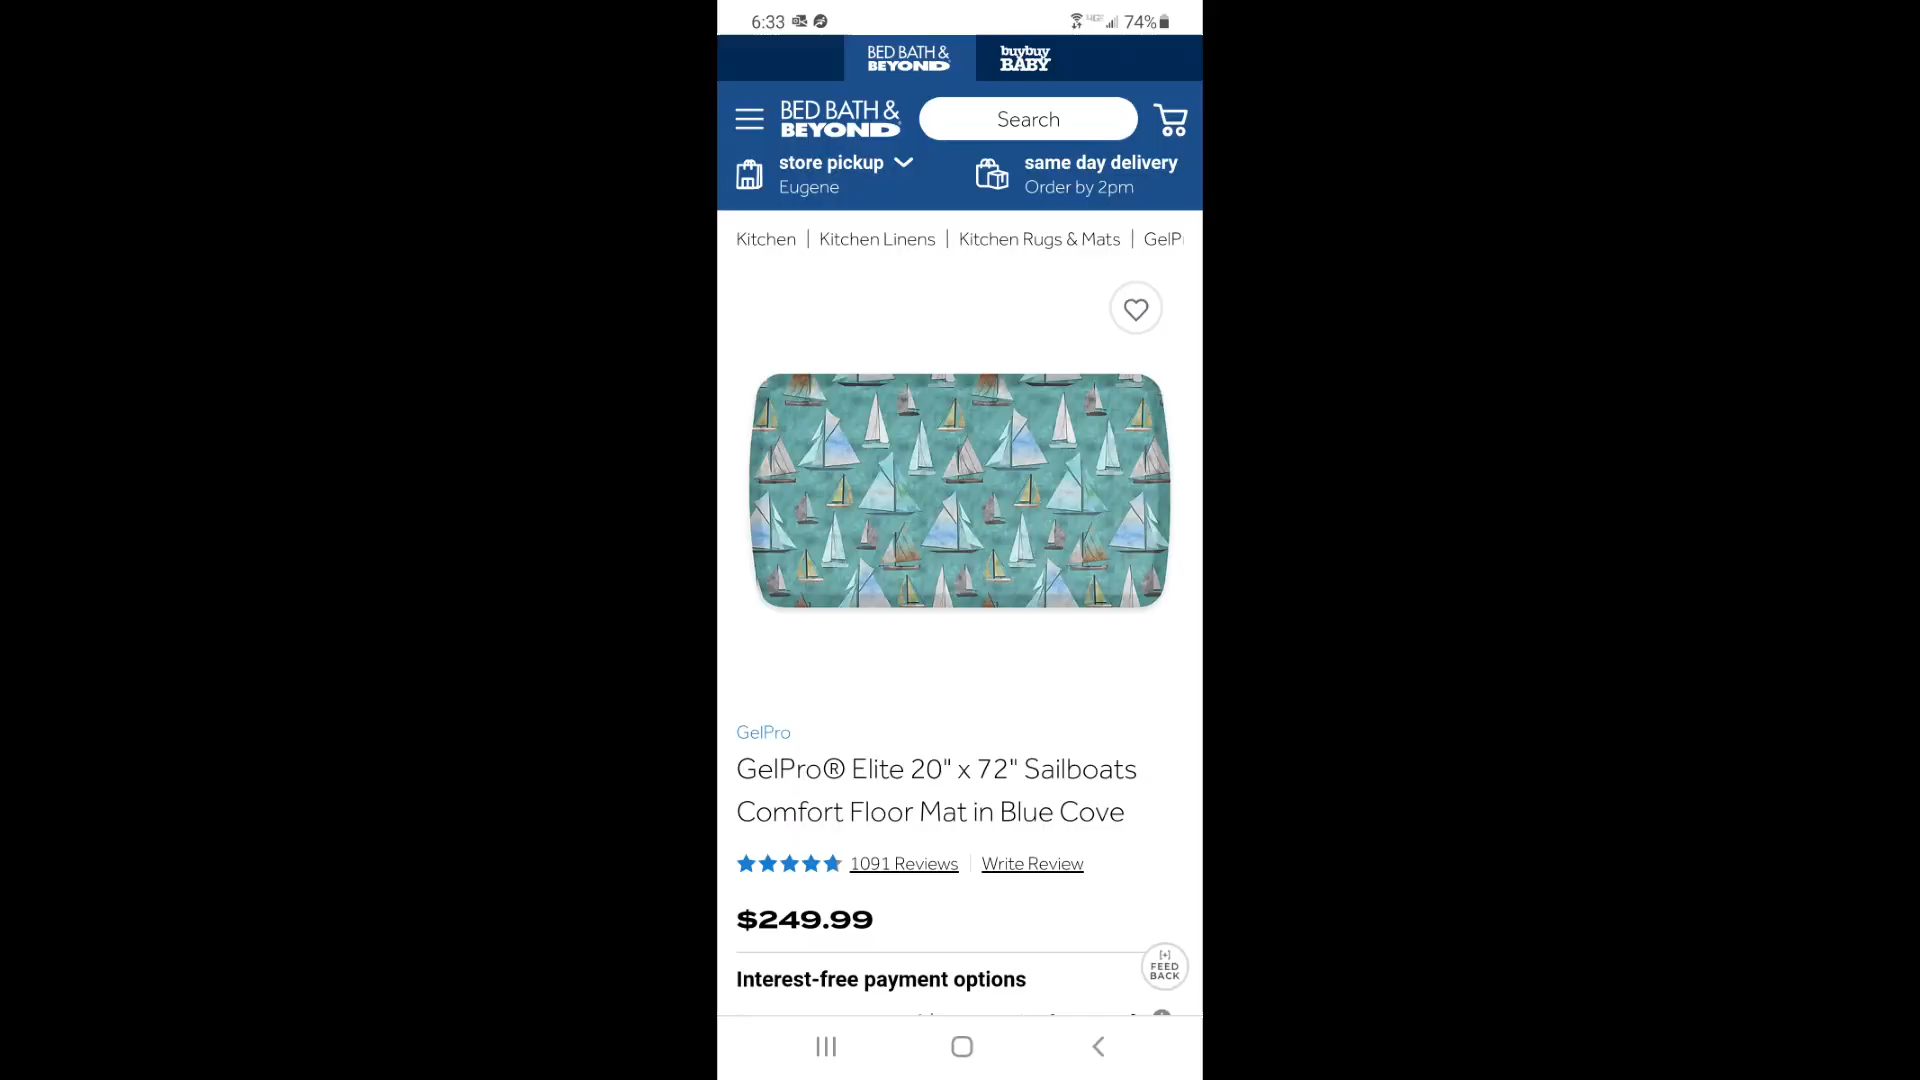 6:33
74%
BED BATH &
BEYOND
buybuy
BABY
BED BATH &
BEYOND
Search
store pickup
Eugene
same day delivery
Order by 2pm
Kitchen | Kitchen Linens | Kitchen Rugs & Mats |
GelPro
GelPro® Elite 20" x 72" Sailboats
Comfort Floor Mat in Blue Cove
1091 Reviews
Write Review
$249.99
Interest-free payment options
[+]
FEED
BACK